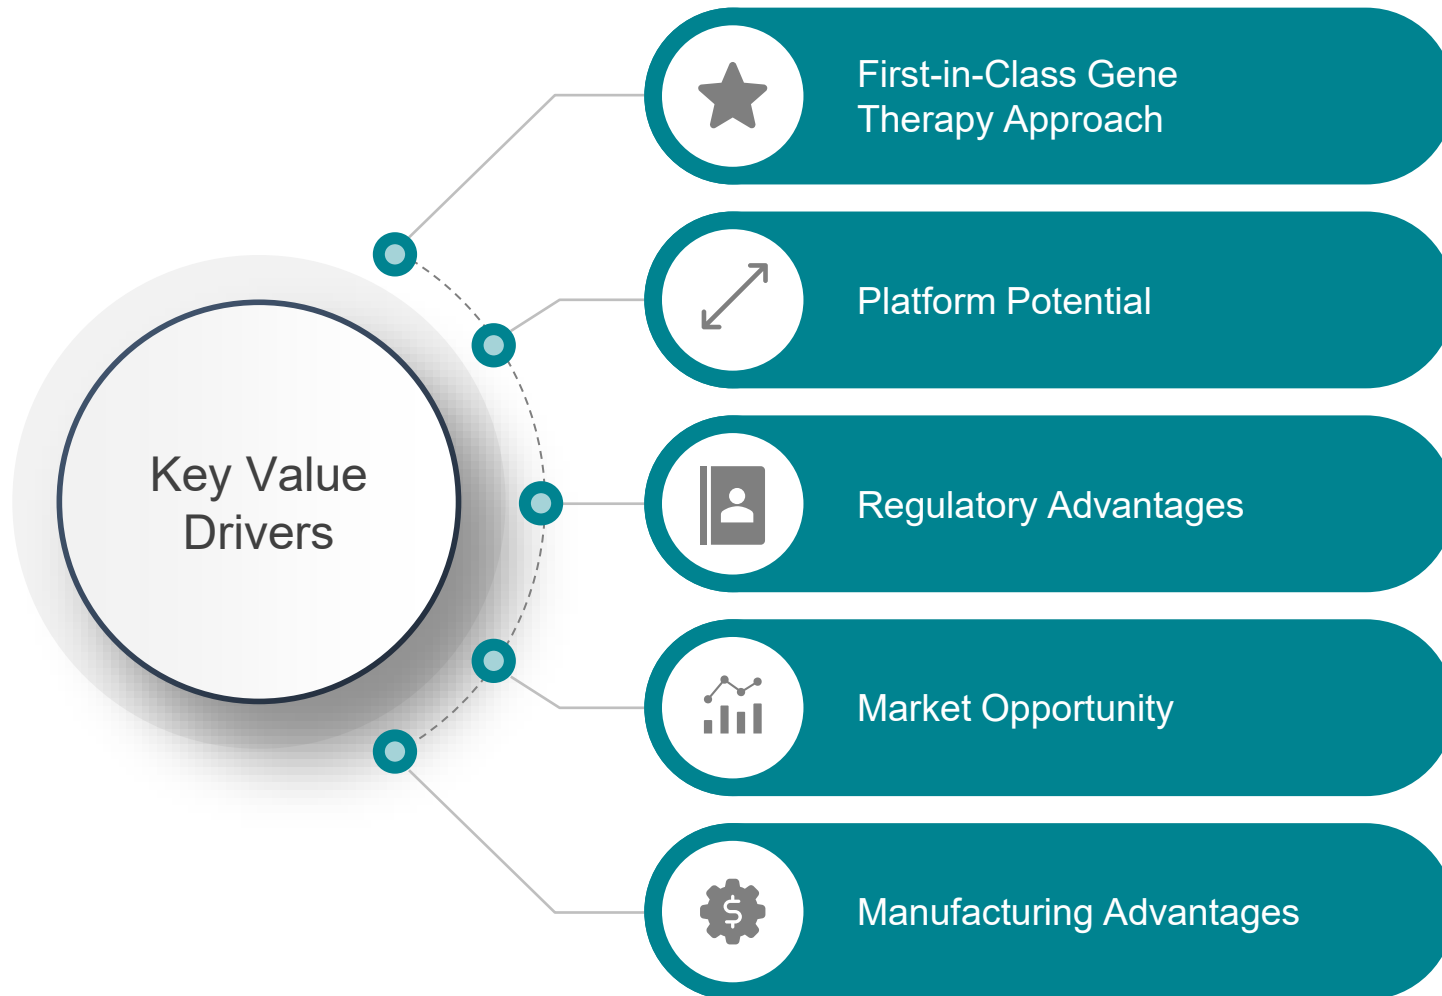 Key Value
Drivers
First-in-Class Gene
Therapy Approach
Platform Potential
Regulatory Advantages
Market Opportunity
Manufacturing Advantages
$